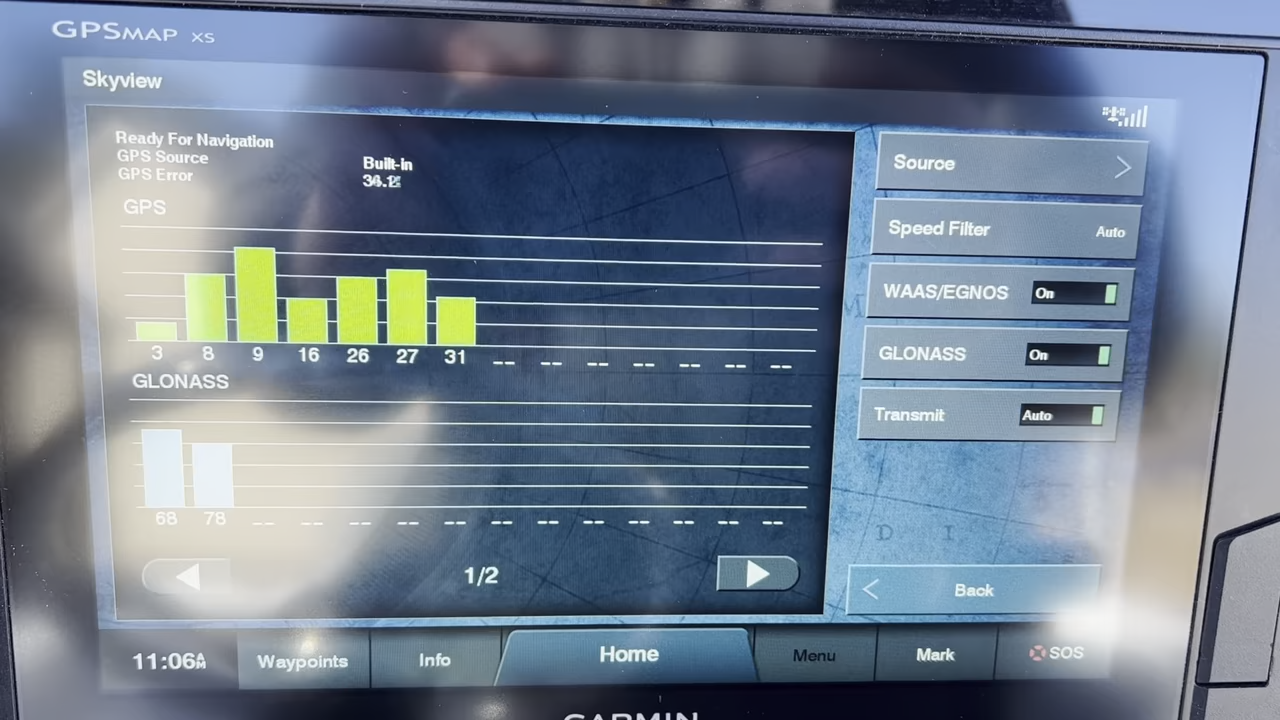 GPSMAP XS
Skyview
Ready For Navigation
GPS Source Built-in
GPS Error
GPS
3 8 9 16 26 27 31 -- -- -- -- -- -- --
GLONASS
68 78 -- -- -- -- -- -- -- -- -- -- -- --
1/2
Source
Speed Filter Auto
WAAS/EGNOS On
GLONASS On
Transmit Auto
D I
Back
11:06AM Waypoints Info Home Menu Mark SOS
GARMIN